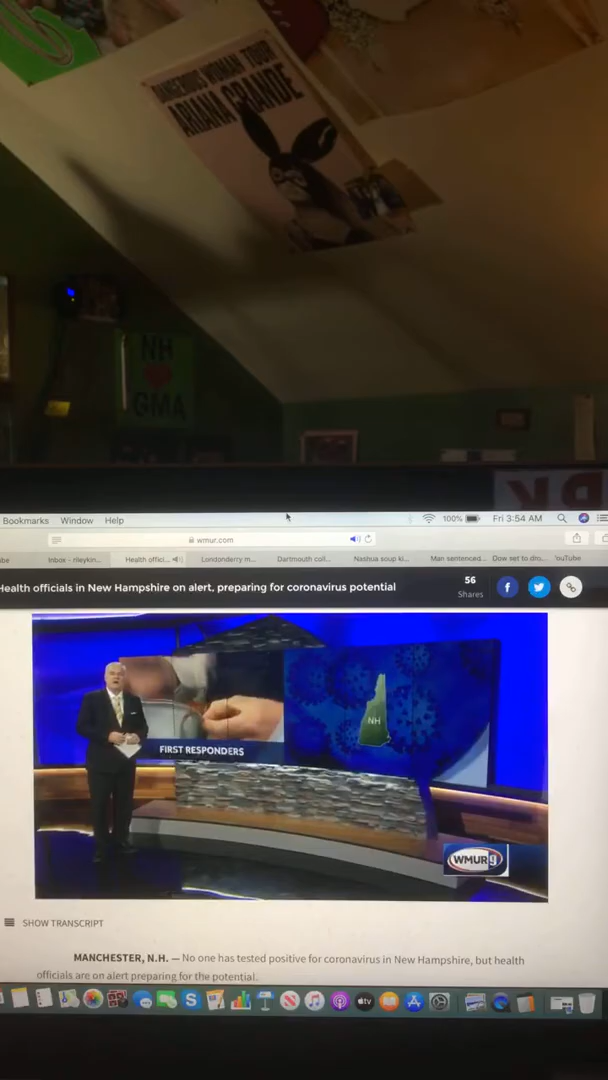 DANGEROUS WOMAN TOUR
ARIANA GRANDE
NH
GMA
Bookmarks Window Help
100%
Fri 3:54 AM
wmur.com
Inbox - rileykin...
Health offici...
Londonderry m...
Dartmouth coll...
Nashua soup ki...
Man sentenced...
Dow set to dro...
YouTube
Health officials in New Hampshire on alert, preparing for coronavirus potential
56
Shares
NH
FIRST RESPONDERS
WMUR 9
SHOW TRANSCRIPT
MANCHESTER, N.H. — No one has tested positive for coronavirus in New Hampshire, but health
officials are on alert preparing for the potential.
tv